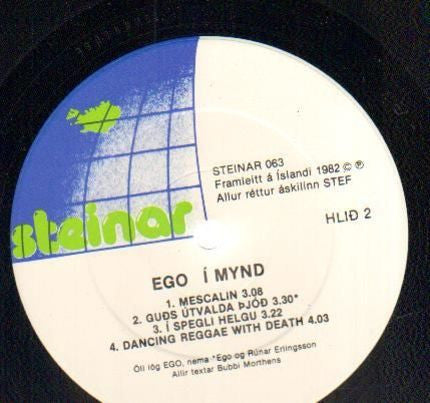 steinar
STEINAR 063
Framleitt á Íslandi 1982 © ℗
Allur réttur áskilinn STEF
HLIÐ 2
EGO Í MYND
1. MESCALIN 3.08
2. GUÐS ÚTVALDA ÞJÓÐ 3.30*
3. Í SPEGLI HELGU 3.22
4. DANCING REGGAE WITH DEATH 4.03
Öll lög EGO, nema *Ego og Rúnar Erlingsson
Allir textar Bubbi Morthens